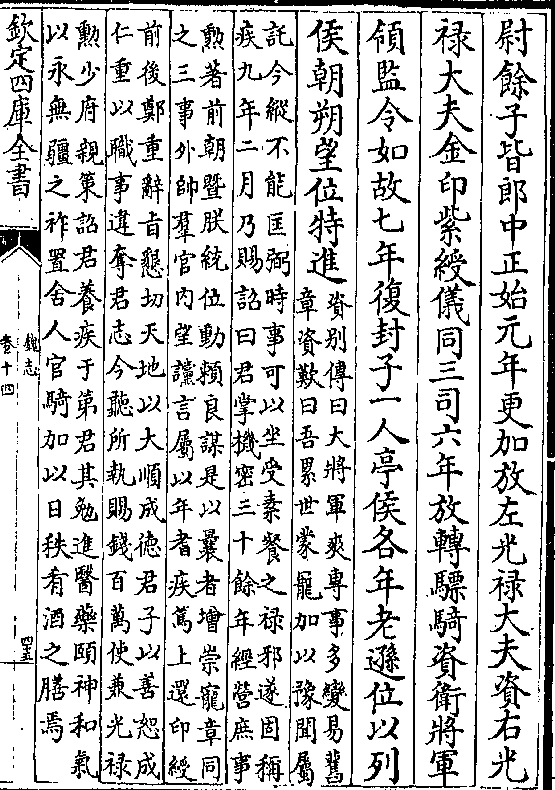 尉餘子皆郎中正始元年更加放左光禄大夫資右光
禄大夫金印紫綬儀同三司六年放轉驃騎資衛將軍
領監令如故七年復封子一人亭侯各年老遜位以列
侯朝朔望位特進
資别傳曰大將軍爽專事多變易舊
章資歎曰吾累世蒙寵加以豫聞屬
託今縱不能匡弼時事可以坐受素餐之禄邪遂固稱
疾九年二月乃賜詔曰君掌機密三十餘年經營庶事
勲著前朝暨朕統位動頼良謀是以曩者增崇寵章同
之三事外帥羣官内望讜言屬以年耆疾篤上還印綬
前後鄭重辭旨懇切天地以大順成德君子以善恕成
仁重以職事違奪君志今聽所執賜錢百萬使兼光禄
勲少府親策詔君養疾于第君其勉進醫藥頤神和氣
以永無疆之祚置舍人官騎加以日秩肴酒之膳焉
欽定四庫全書
魏志
卷十四
四五